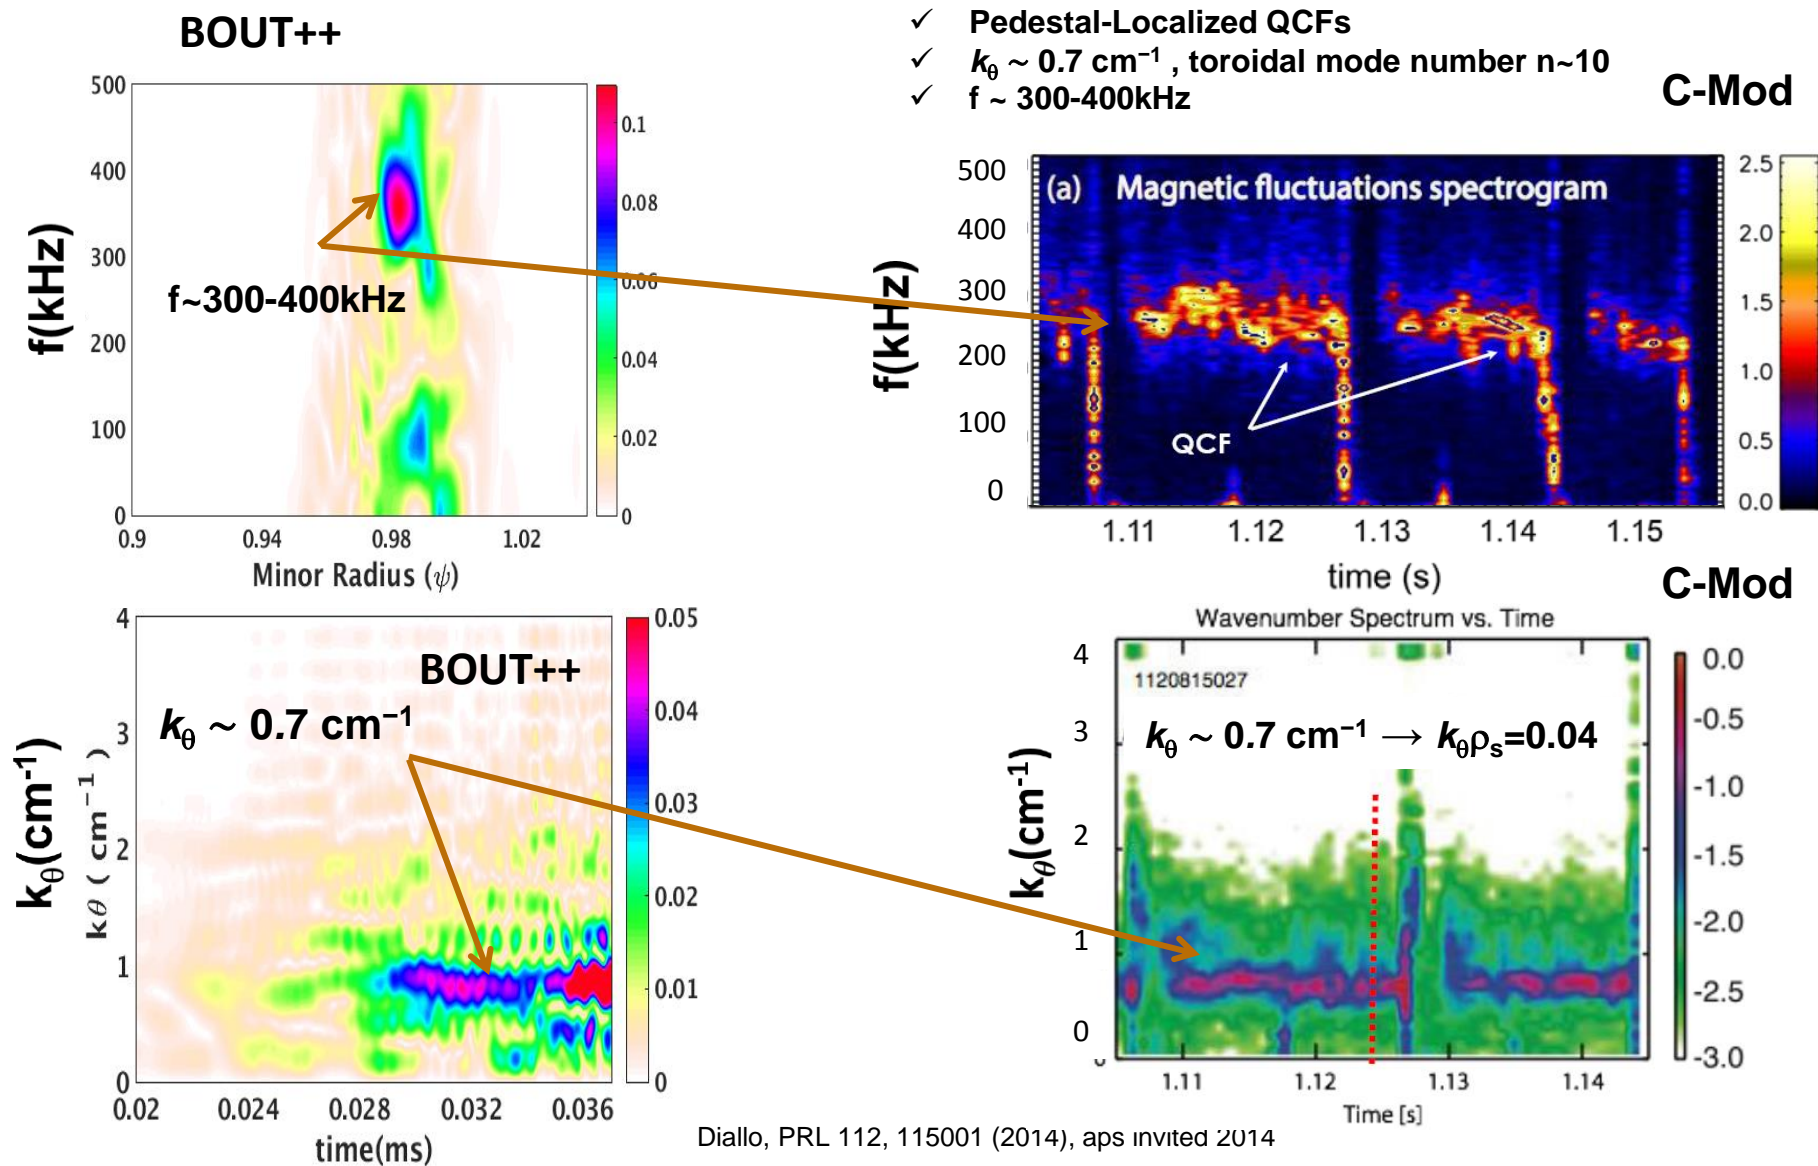 BOUT++
✓ Pedestal-Localized QCFs
✓ kθ ~ 0.7 cm⁻¹ , toroidal mode number n~10
✓ f ~ 300-400kHz
C-Mod
500
400
300
200
100
0
f(kHz)
f~300-400kHz
0.9
0.94
0.98
1.02
Minor Radius (ψ)
0.1
0.08
0.06
0.04
0.02
0
f(kHz)
500
400
300
200
100
0
(a) Magnetic fluctuations spectrogram
QCF
1.11
1.12
1.13
1.14
1.15
time (s)
2.5
2.0
1.5
1.0
0.5
0.0
C-Mod
kθ(cm⁻¹)
kθ ( cm⁻¹ )
4
3
2
1
0
BOUT++
kθ ~ 0.7 cm⁻¹
0.02
0.024
0.028
0.032
0.036
time(ms)
0.05
0.04
0.03
0.02
0.01
0
Wavenumber Spectrum vs. Time
kθ(cm⁻¹)
4
3
2
1
0
1120815027
kθ ~ 0.7 cm⁻¹ → kθρs=0.04
1.11
1.12
1.13
1.14
Time [s]
0.0
-0.5
-1.0
-1.5
-2.0
-2.5
-3.0
Diallo, PRL 112, 115001 (2014), aps invited 2014